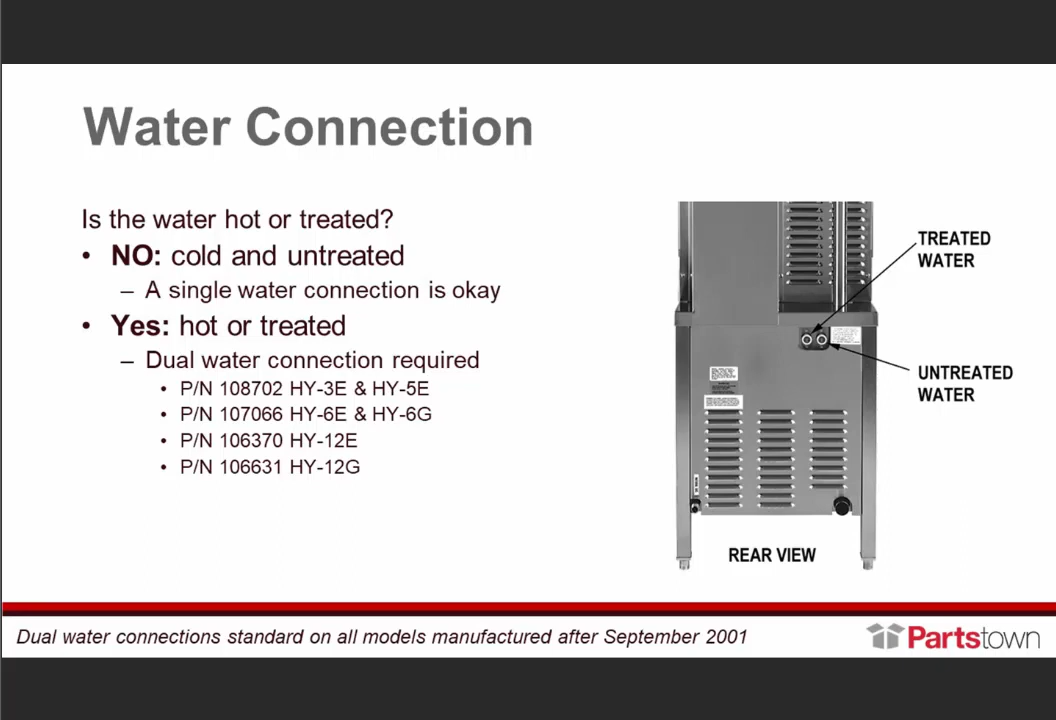 Water Connection
Is the water hot or treated?
• NO: cold and untreated
– A single water connection is okay
• Yes: hot or treated
– Dual water connection required
• P/N 108702 HY-3E & HY-5E
• P/N 107066 HY-6E & HY-6G
• P/N 106370 HY-12E
• P/N 106631 HY-12G
TREATED
WATER
UNTREATED
WATER
REAR VIEW
Dual water connections standard on all models manufactured after September 2001
Partstown